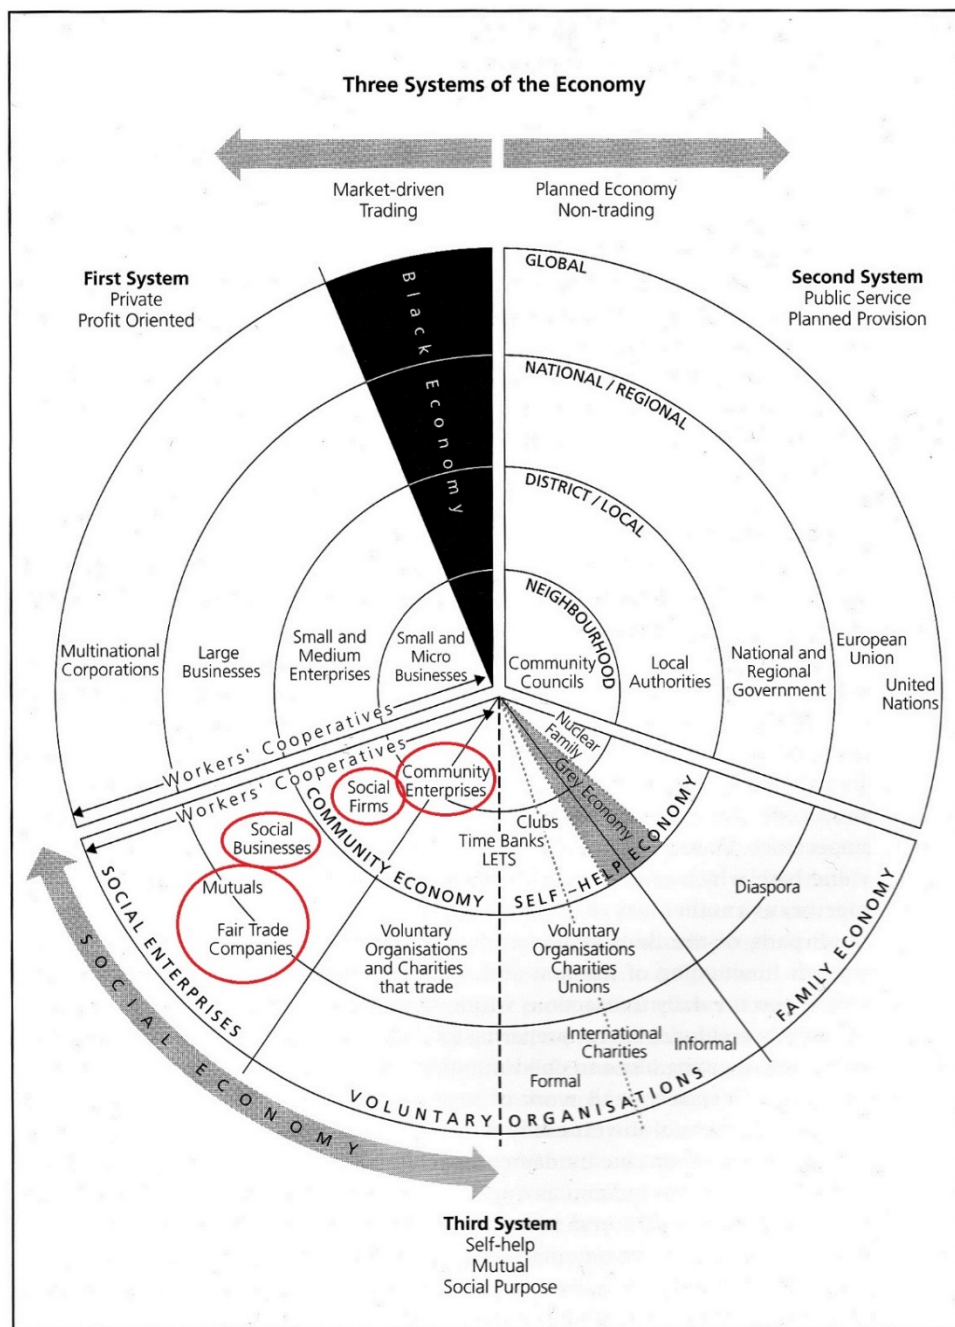 Three Systems of the Economy
Market-driven
Trading
Planned Economy
Non-trading
First System
Private
Profit Oriented
Second System
Public Service
Planned Provision
Black Economy
GLOBAL
NATIONAL / REGIONAL
DISTRICT / LOCAL
NEIGHBOURHOOD
Multinational
Corporations
Large
Businesses
Small and
Medium
Enterprises
Small and
Micro
Businesses
Community
Councils
Local
Authorities
National and
Regional
Government
European
Union
United
Nations
Workers' Cooperatives
Workers' Cooperatives
Nuclear
Family
Grey Economy
Community
Enterprises
Social
Firms
Social
Businesses
Mutuals
Fair Trade
Companies
Clubs
Time Banks
LETS
COMMUNITY ECONOMY
SELF-HELP ECONOMY
Voluntary
Organisations
and Charities
that trade
Voluntary
Organisations
Charities
Unions
Diaspora
International
Charities
Informal
Formal
SOCIAL ENTERPRISES
VOLUNTARY ORGANISATIONS
FAMILY ECONOMY
SOCIAL ECONOMY
Third System
Self-help
Mutual
Social Purpose